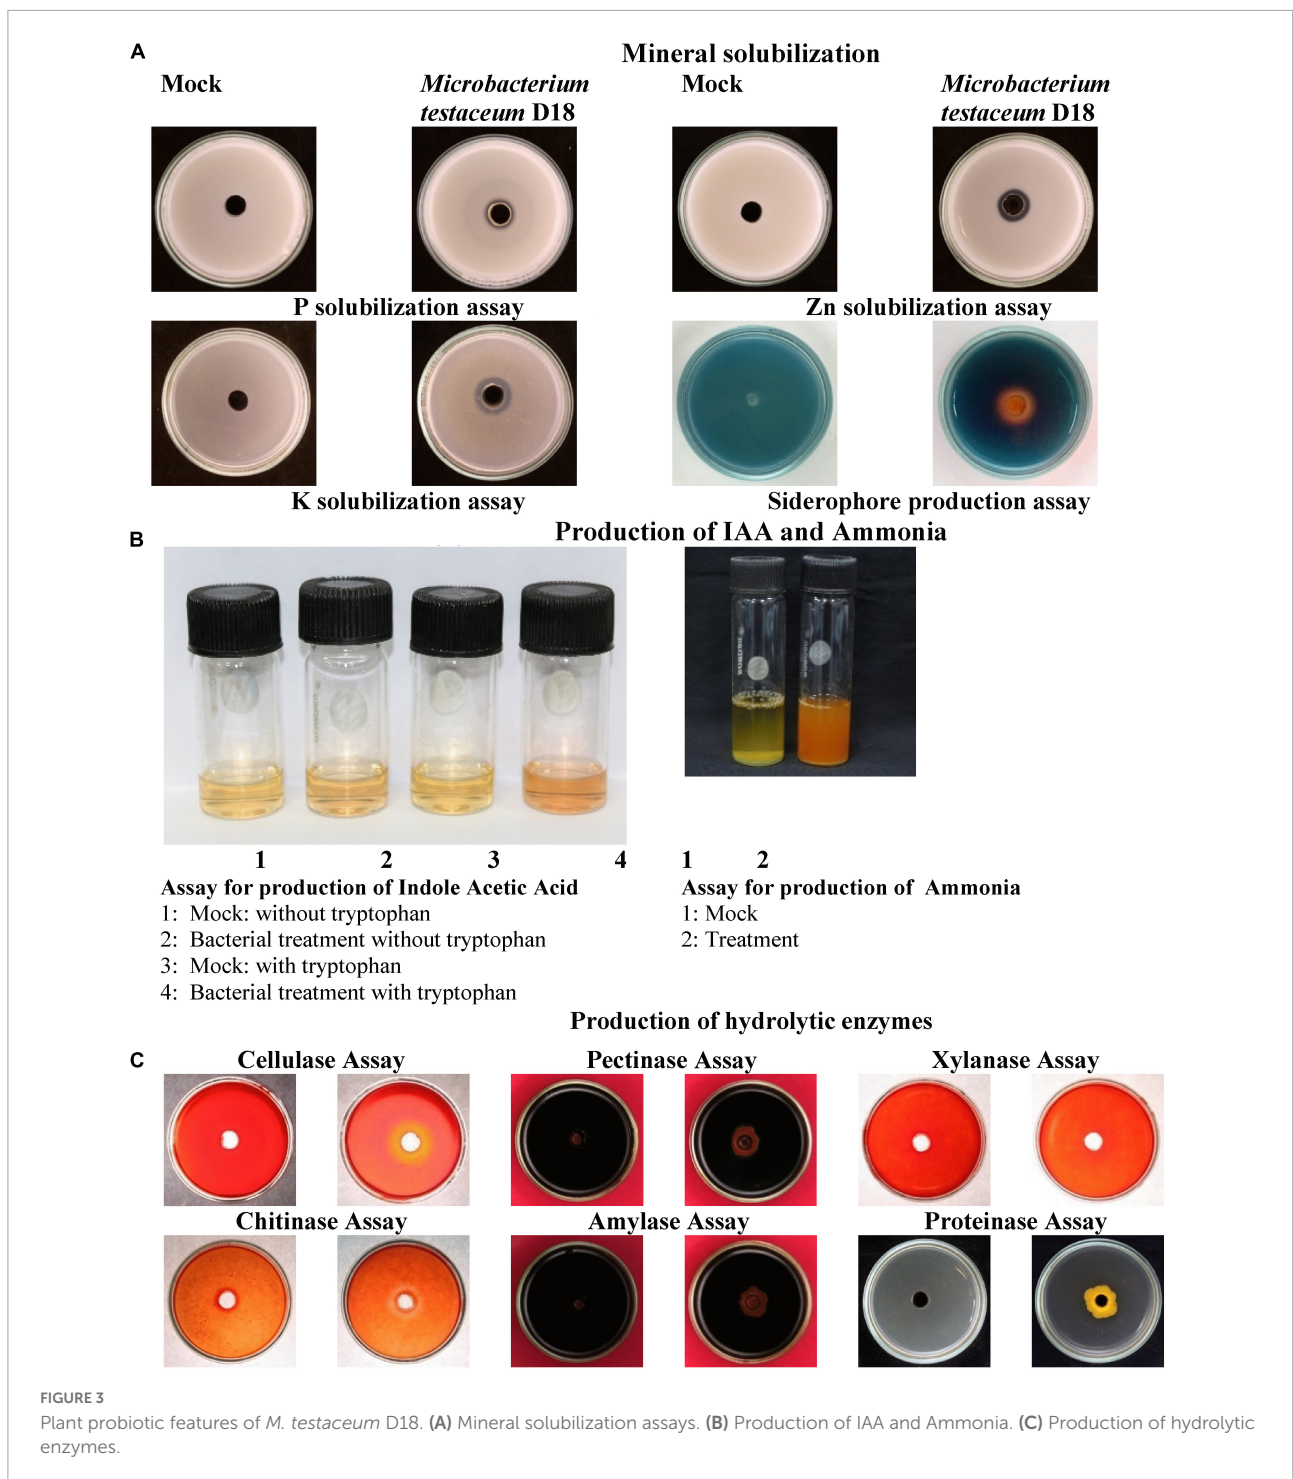 A
Mineral solubilization
Mock
Microbacterium
testaceum D18
Mock
Microbacterium
testaceum D18
P solubilization assay
Zn solubilization assay
K solubilization assay
Siderophore production assay
B
Production of IAA and Ammonia
1 2 3 4
1 2
Assay for production of Indole Acetic Acid
1: Mock: without tryptophan
2: Bacterial treatment without tryptophan
3: Mock: with tryptophan
4: Bacterial treatment with tryptophan
Assay for production of Ammonia
1: Mock
2: Treatment
Production of hydrolytic enzymes
C
Cellulase Assay
Pectinase Assay
Xylanase Assay
Chitinase Assay
Amylase Assay
Proteinase Assay
FIGURE 3
Plant probiotic features of M. testaceum D18. (A) Mineral solubilization assays. (B) Production of IAA and Ammonia. (C) Production of hydrolytic
enzymes.